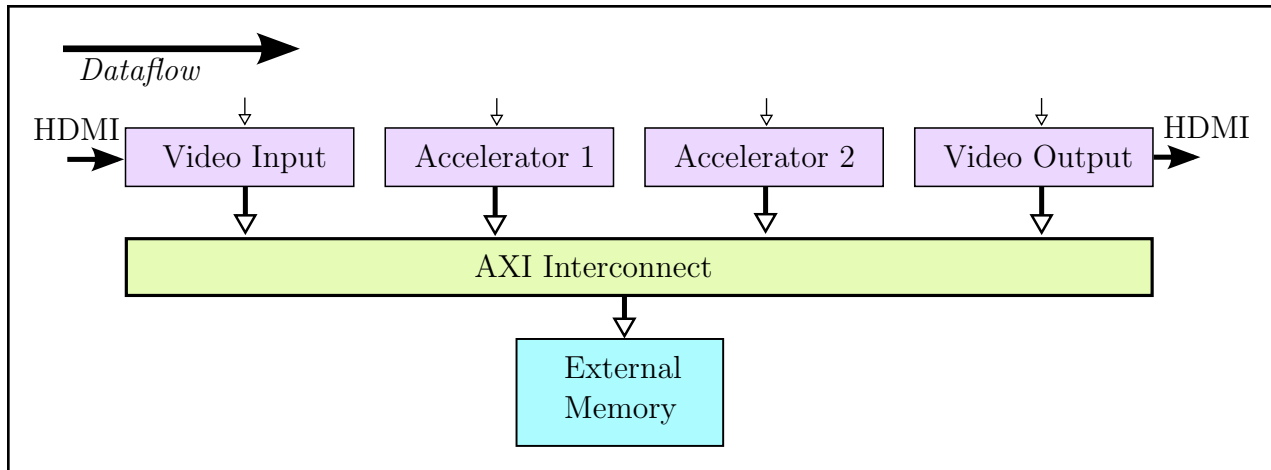 Dataflow
HDMI
HDMI
Video Input
Accelerator 1
Accelerator 2
Video Output
AXI Interconnect
External
Memory